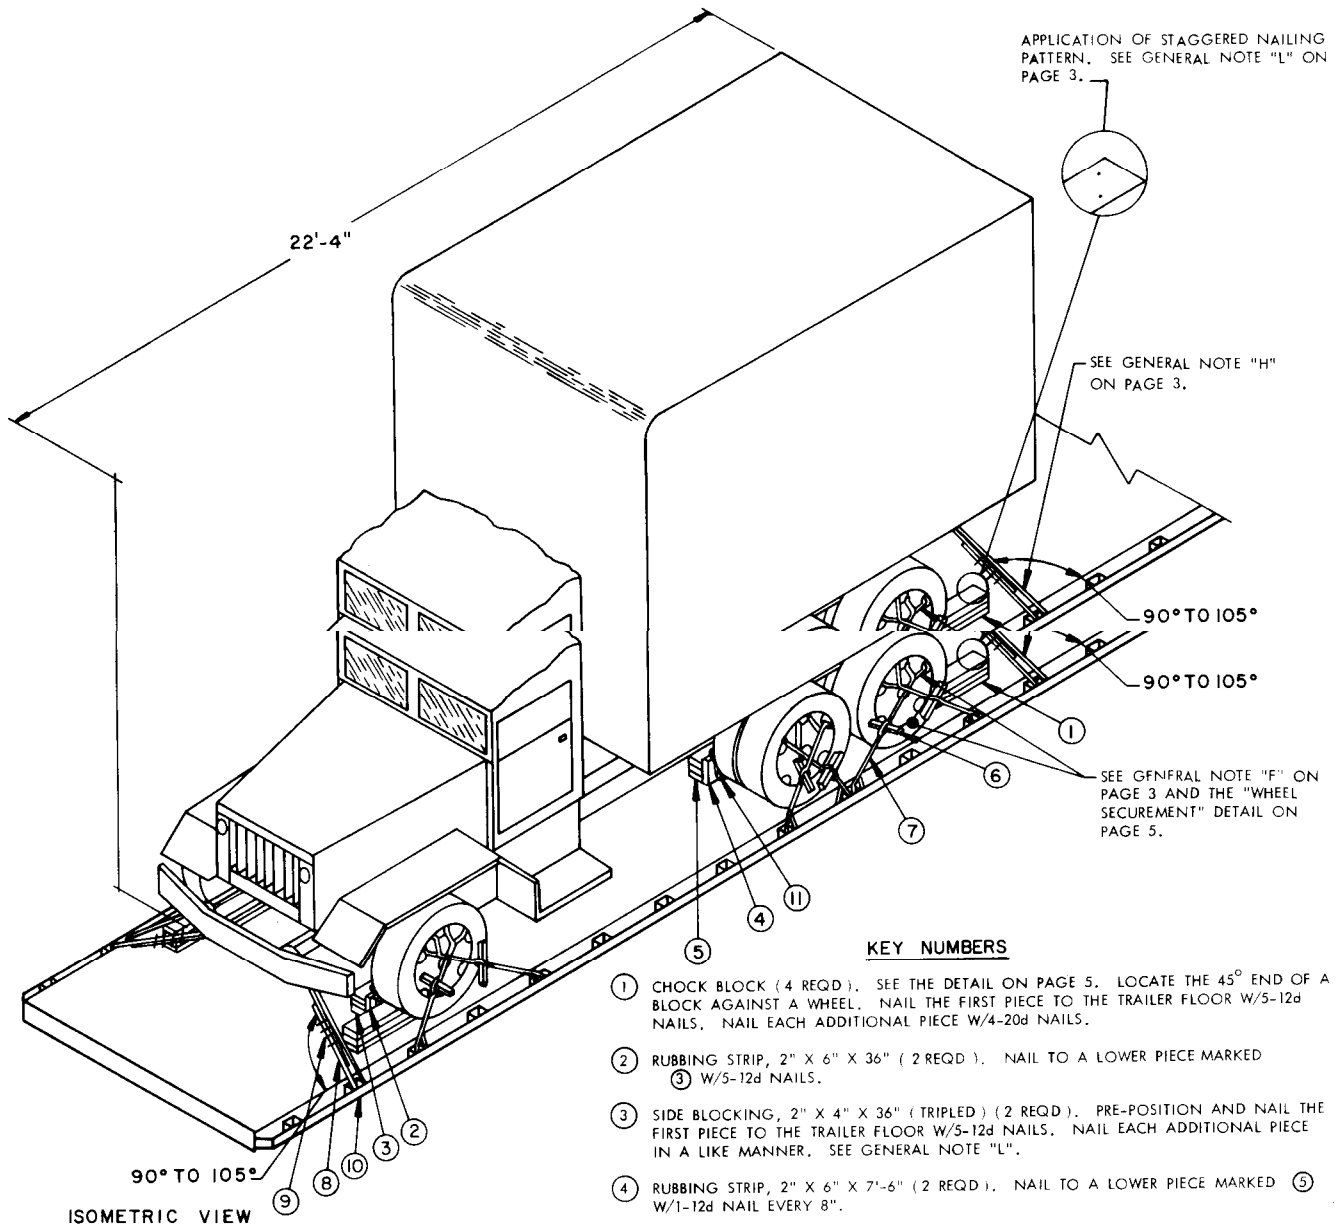 APPLICATION OF STAGGERED NAILING
PATTERN. SEE GENERAL NOTE "L" ON
PAGE 3.
22'-4"
SEE GENERAL NOTE "H"
ON PAGE 3.
90° TO 105°
90° TO 105°
1
6
SEE GENERAL NOTE "F" ON
PAGE 3 AND THE "WHEEL
SECUREMENT" DETAIL ON
PAGE 5.
7
11
4
5
2
3
10
8
9
90° TO 105°
ISOMETRIC VIEW
KEY NUMBERS
1 CHOCK BLOCK (4 REQD). SEE THE DETAIL ON PAGE 5. LOCATE THE 45° END OF A
BLOCK AGAINST A WHEEL. NAIL THE FIRST PIECE TO THE TRAILER FLOOR W/5-12d
NAILS. NAIL EACH ADDITIONAL PIECE W/4-20d NAILS.
2 RUBBING STRIP, 2" X 6" X 36" (2 REQD). NAIL TO A LOWER PIECE MARKED
3 W/5-12d NAILS.
3 SIDE BLOCKING, 2" X 4" X 36" (TRIPLED) (2 REQD). PRE-POSITION AND NAIL THE
FIRST PIECE TO THE TRAILER FLOOR W/5-12d NAILS. NAIL EACH ADDITIONAL PIECE
IN A LIKE MANNER. SEE GENERAL NOTE "L".
4 RUBBING STRIP, 2" X 6" X 7'-6" (2 REQD). NAIL TO A LOWER PIECE MARKED 5
W/1-12d NAIL EVERY 8".